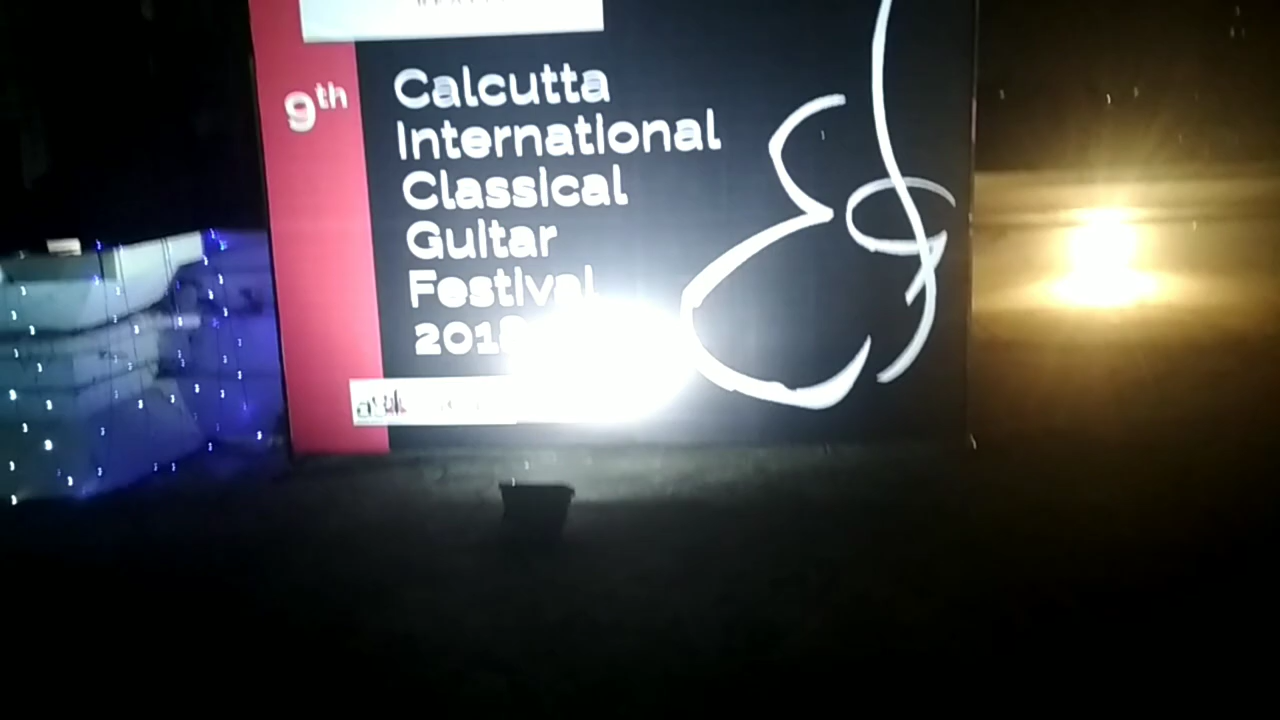 9th
Calcutta
International
Classical
Guitar
Festival